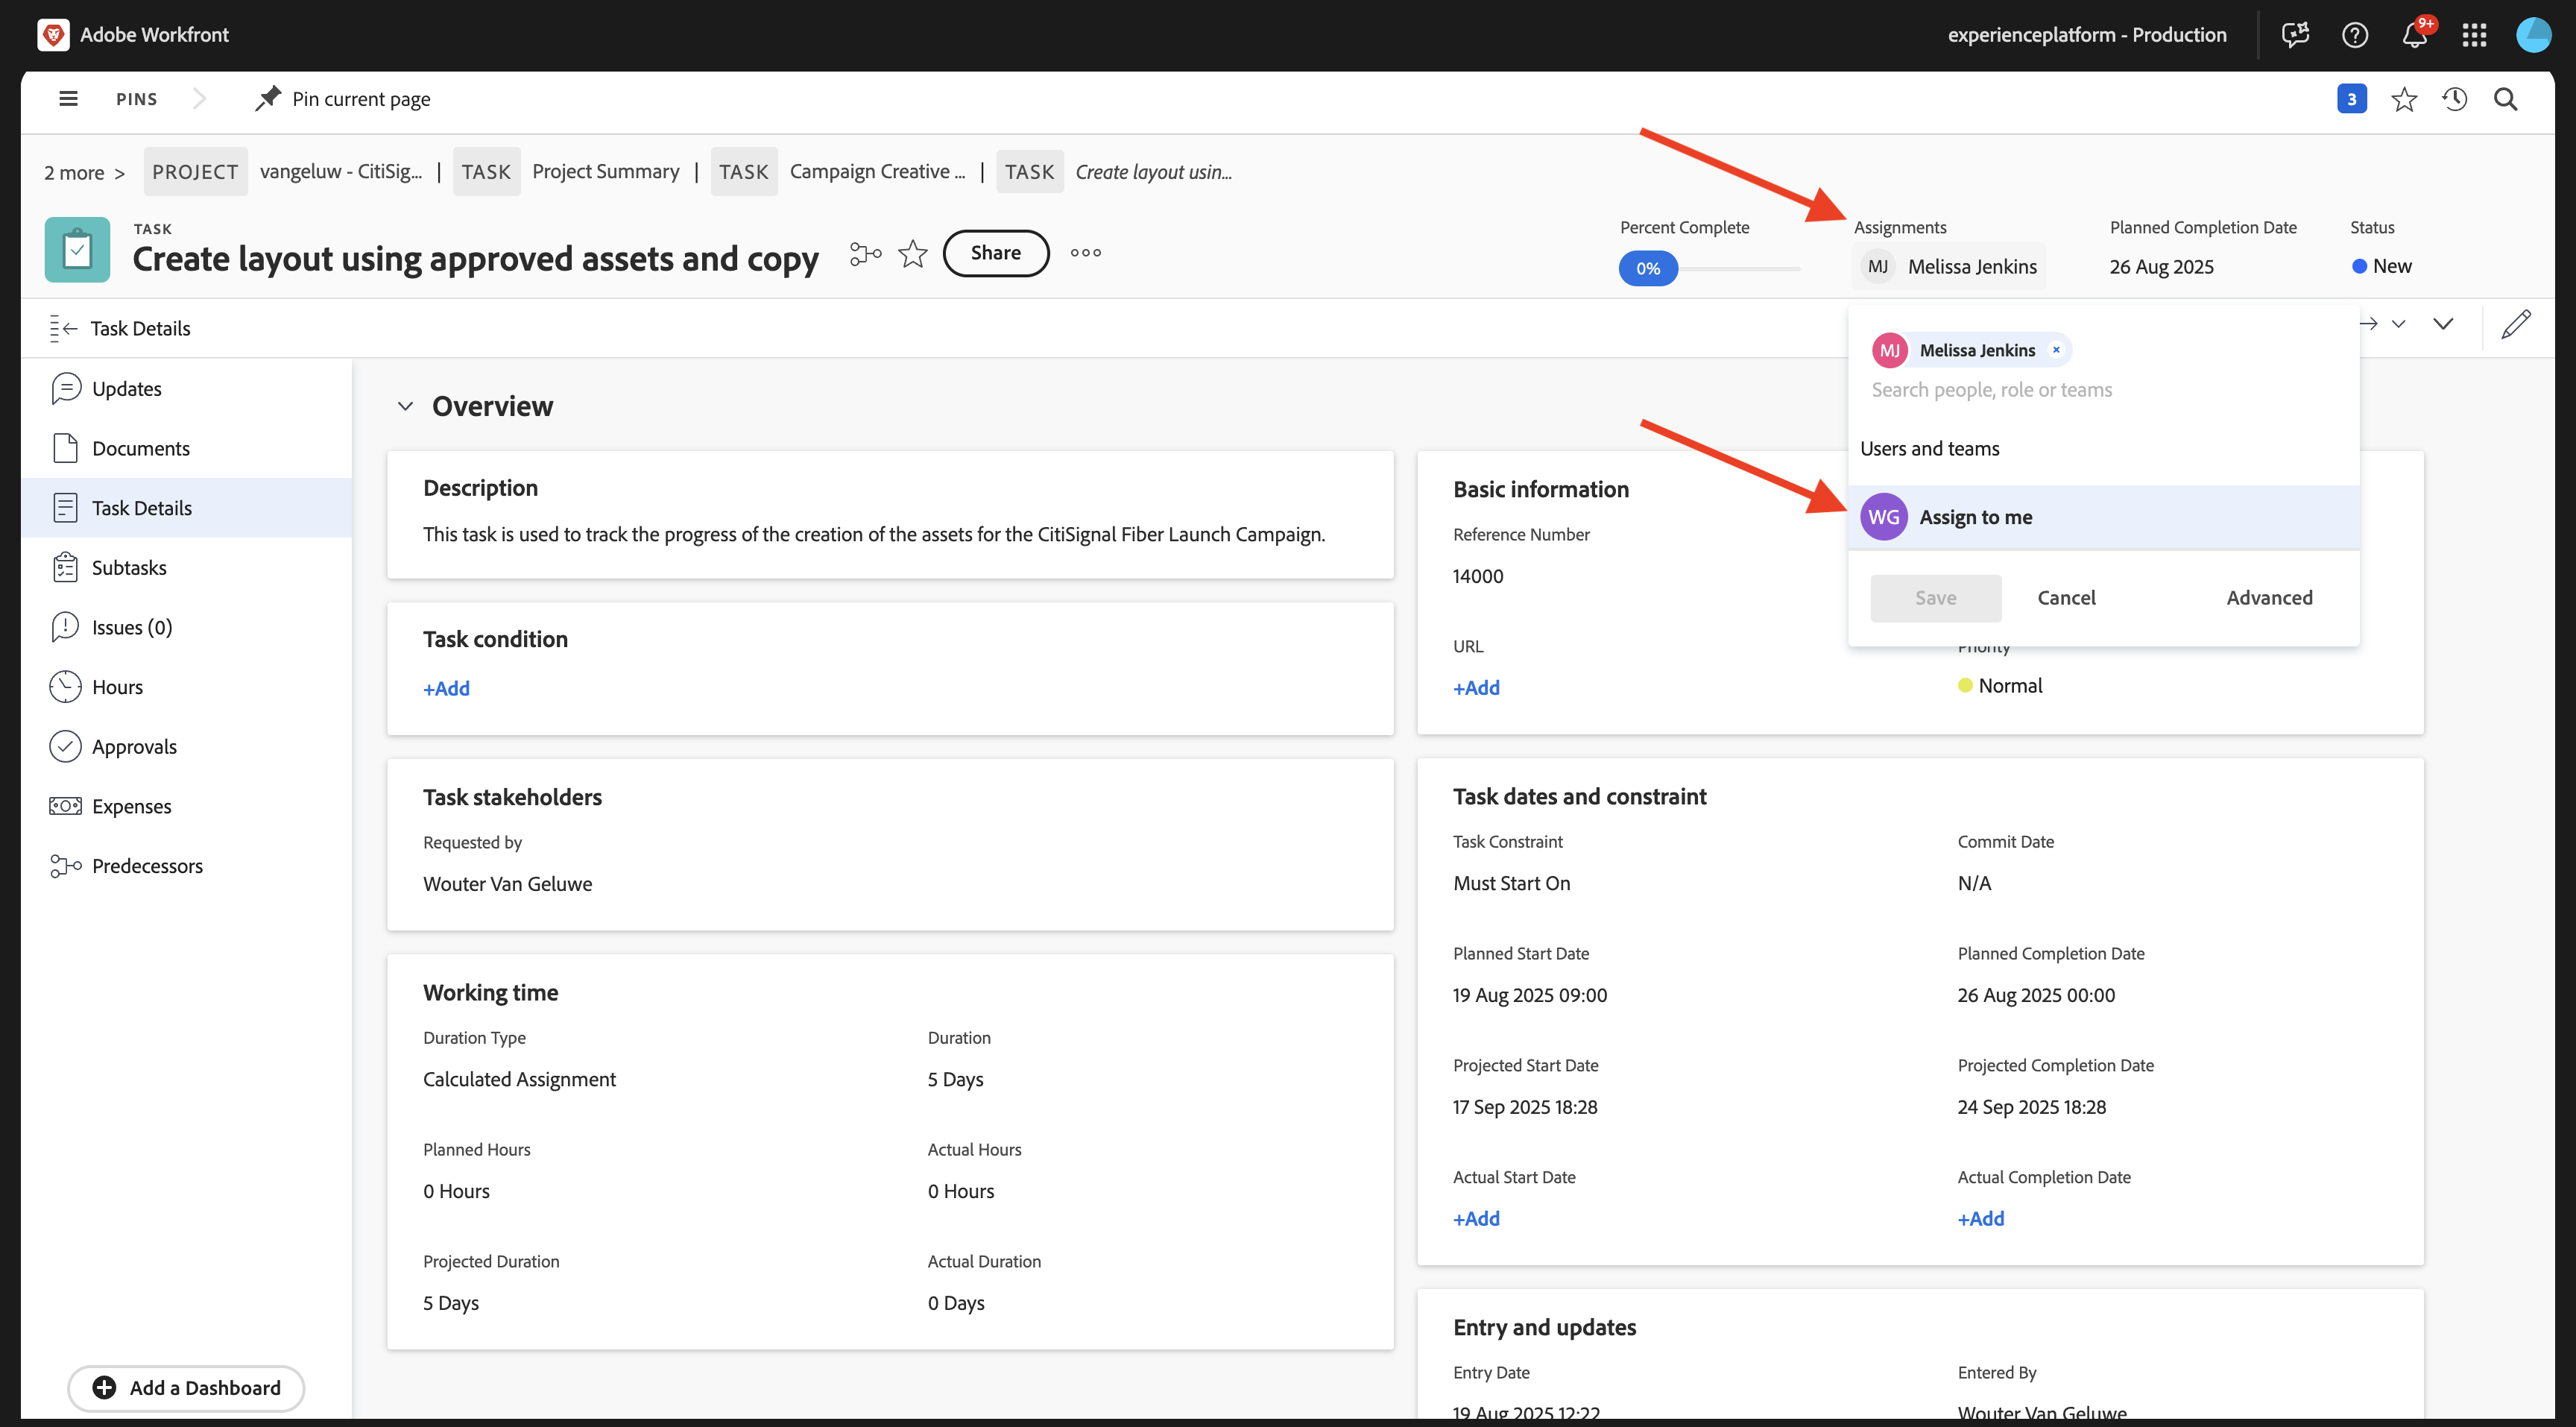 Adobe Workfront
experienceplatform - Production
9+
PINS
Pin current page
3
2 more >
PROJECT vangeluw - CitiSig... | TASK Project Summary | TASK Campaign Creative ... | TASK Create layout usin...
TASK
Create layout using approved assets and copy
Share
Percent Complete
0%
Assignments
MJ Melissa Jenkins
Planned Completion Date
26 Aug 2025
Status
New
Task Details
MJ Melissa Jenkins ×
Search people, role or teams
Users and teams
WG Assign to me
Save Cancel Advanced
Updates
Documents
Task Details
Subtasks
Issues (0)
Hours
Approvals
Expenses
Predecessors
Add a Dashboard
Overview
Description
This task is used to track the progress of the creation of the assets for the CitiSignal Fiber Launch Campaign.
Task condition
+Add
Task stakeholders
Requested by
Wouter Van Geluwe
Working time
Duration Type
Calculated Assignment
Duration
5 Days
Planned Hours
0 Hours
Actual Hours
0 Hours
Projected Duration
5 Days
Actual Duration
0 Days
Basic information
Reference Number
14000
URL
+Add
Priority
Normal
Task dates and constraint
Task Constraint
Must Start On
Commit Date
N/A
Planned Start Date
19 Aug 2025 09:00
Planned Completion Date
26 Aug 2025 00:00
Projected Start Date
17 Sep 2025 18:28
Projected Completion Date
24 Sep 2025 18:28
Actual Start Date
+Add
Actual Completion Date
+Add
Entry and updates
Entry Date
19 Aug 2025 12:22
Entered By
Wouter Van Geluwe